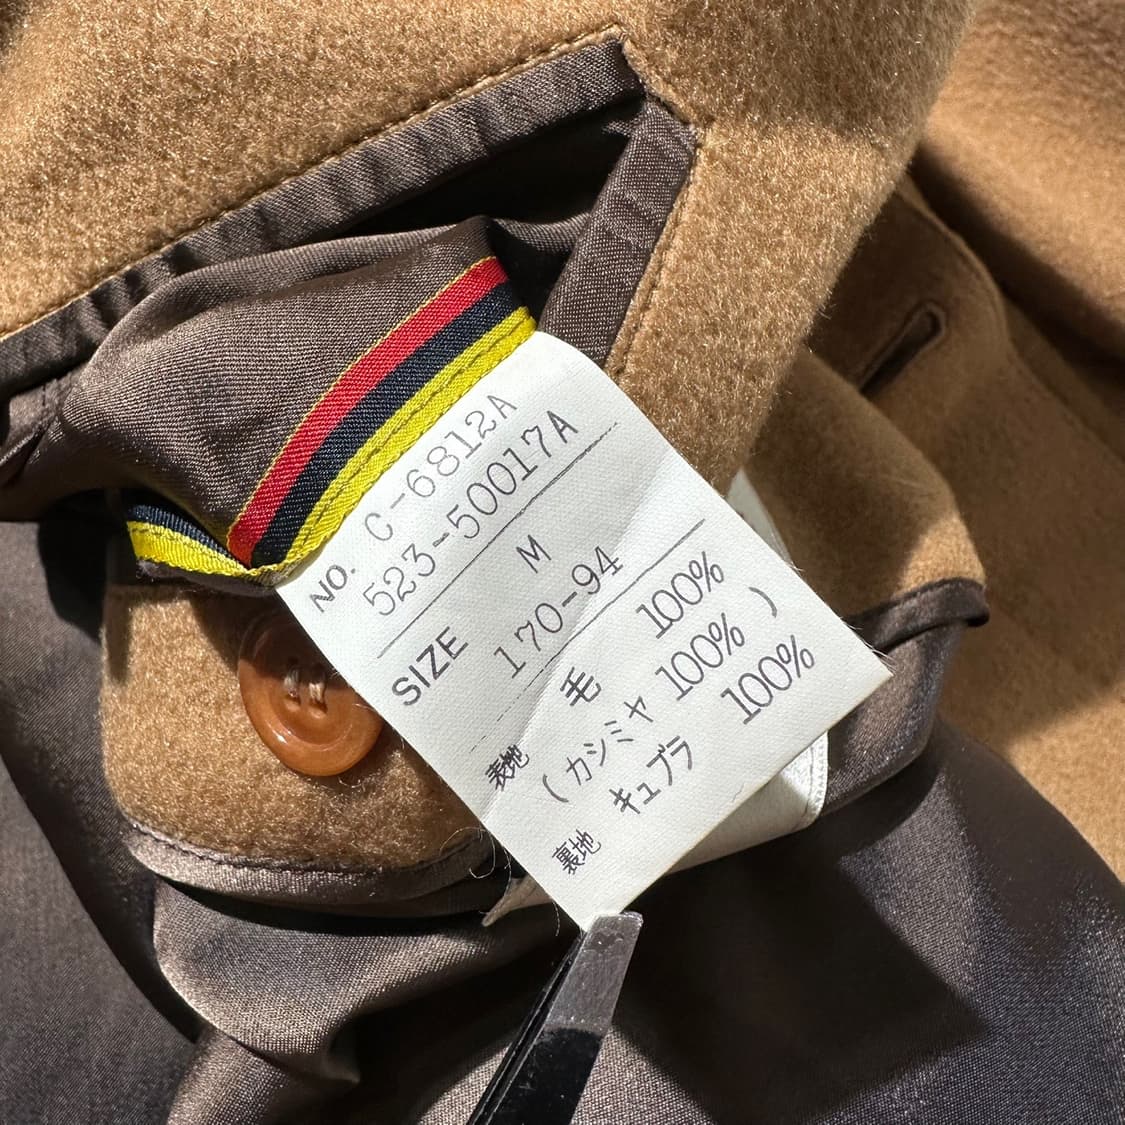 NO. C-6812A
523-50017A
SIZE M
170-94
表地 毛 100%
(カシミヤ 100%)
裏地 キュプラ 100%